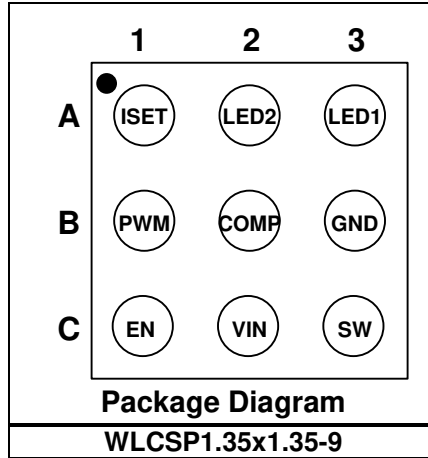 1 2 3
A ISET LED2 LED1
B PWM COMP GND
C EN VIN SW
Package Diagram
WLCSP1.35x1.35-9